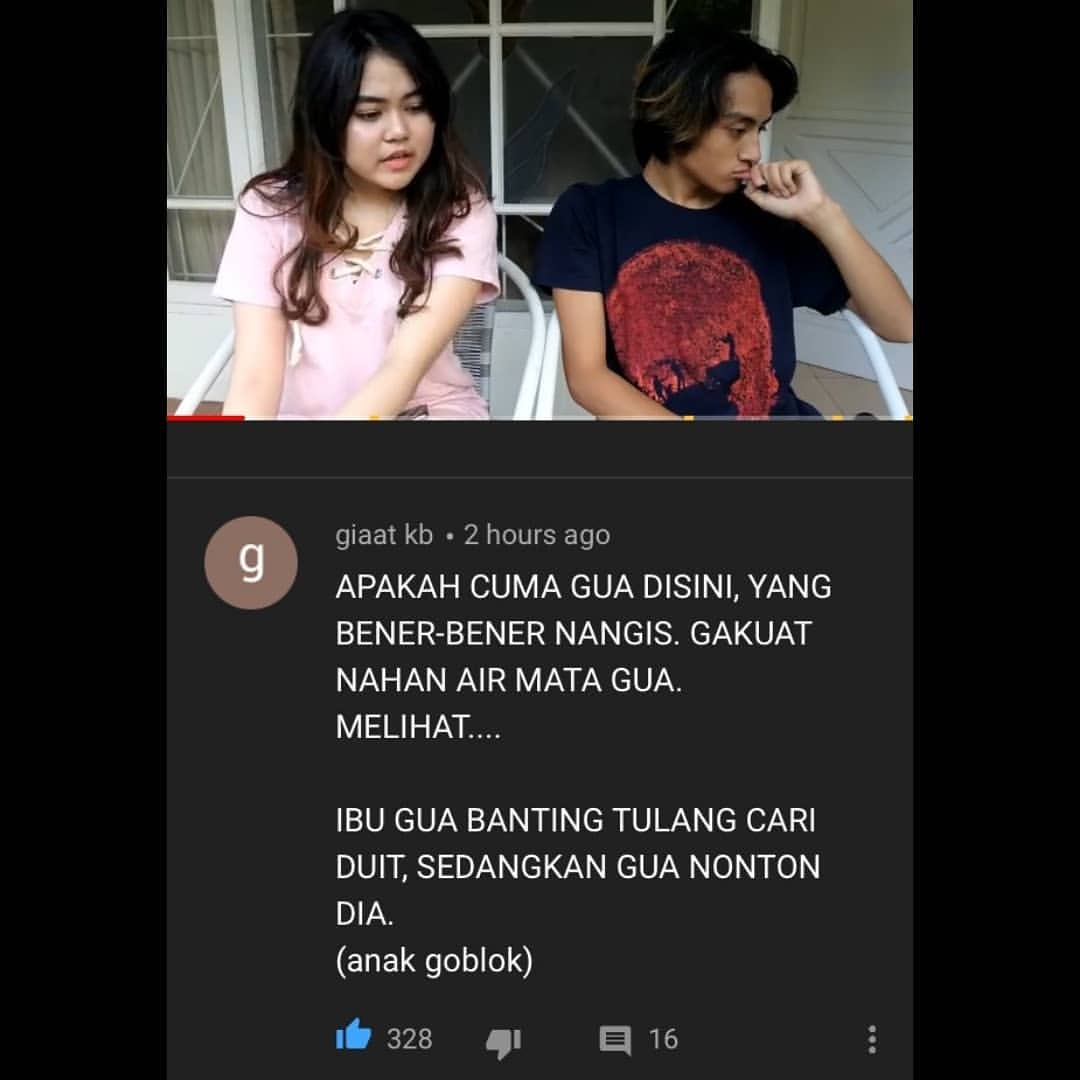 g
giaat kb • 2 hours ago
APAKAH CUMA GUA DISINI, YANG
BENER-BENER NANGIS. GAKUAT
NAHAN AIR MATA GUA.
MELIHAT....
IBU GUA BANTING TULANG CARI
DUIT, SEDANGKAN GUA NONTON
DIA.
(anak goblok)
328 16